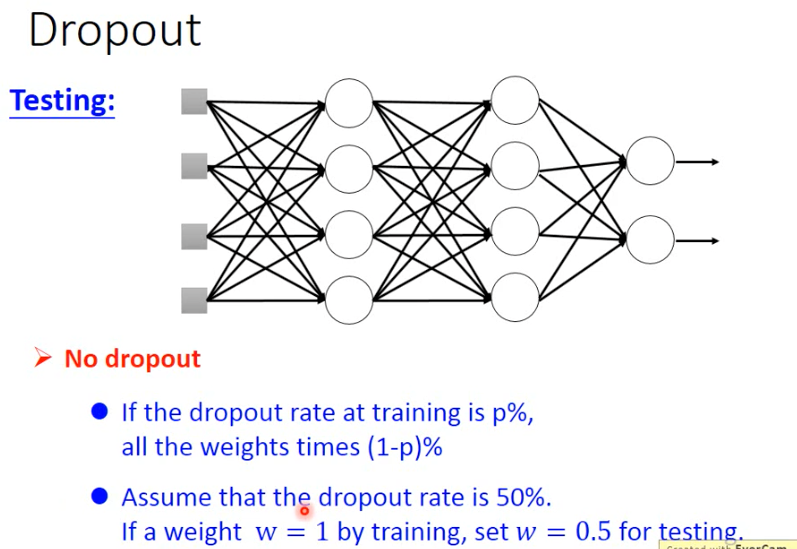 Dropout
Testing:
➢ No dropout
● If the dropout rate at training is p%,
all the weights times (1-p)%
● Assume that the dropout rate is 50%.
If a weight w = 1 by training, set 𝑤 = 0.5 for testing.
Created with EverCam